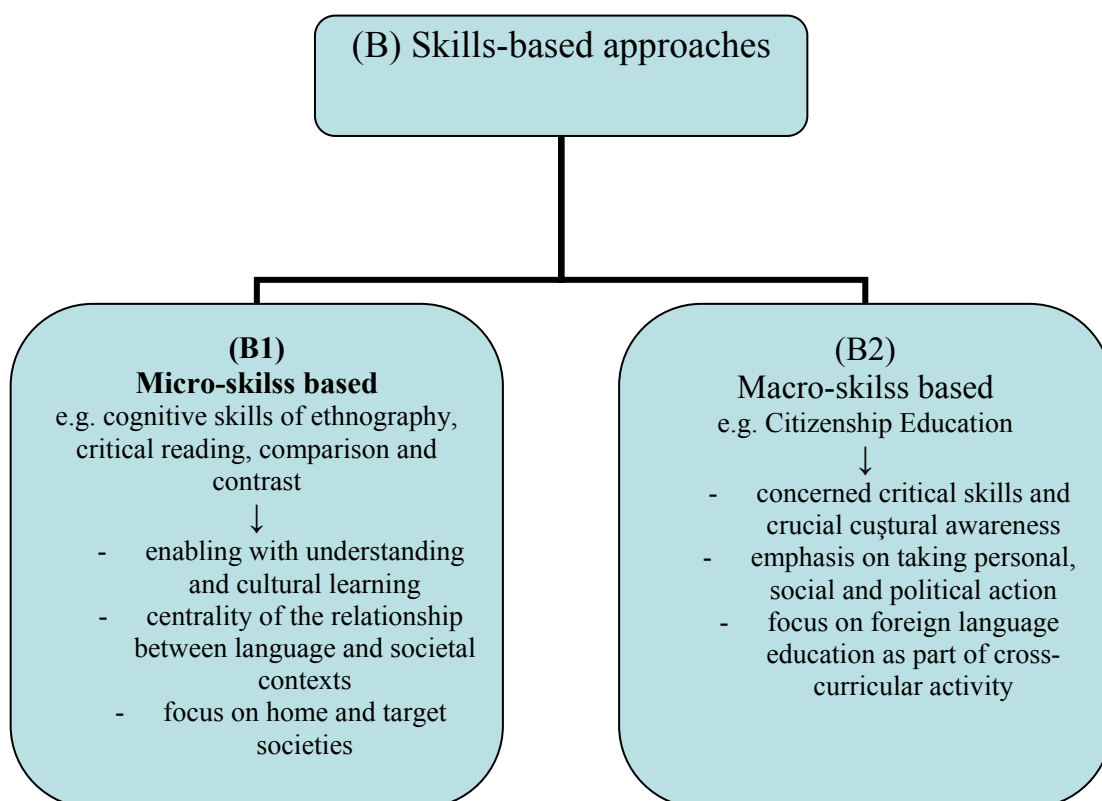 (B) Skills-based approaches
(B1)
Micro-skilss based
e.g. cognitive skills of ethnography,
critical reading, comparison and
contrast
↓
- enabling with understanding
and cultural learning
- centrality of the relationship
between language and societal
contexts
- focus on home and target
societies
(B2)
Macro-skilss based
e.g. Citizenship Education
↓
- concerned critical skills and
crucial cuştural awareness
- emphasis on taking personal,
social and political action
- focus on foreign language
education as part of cross-
curricular activity